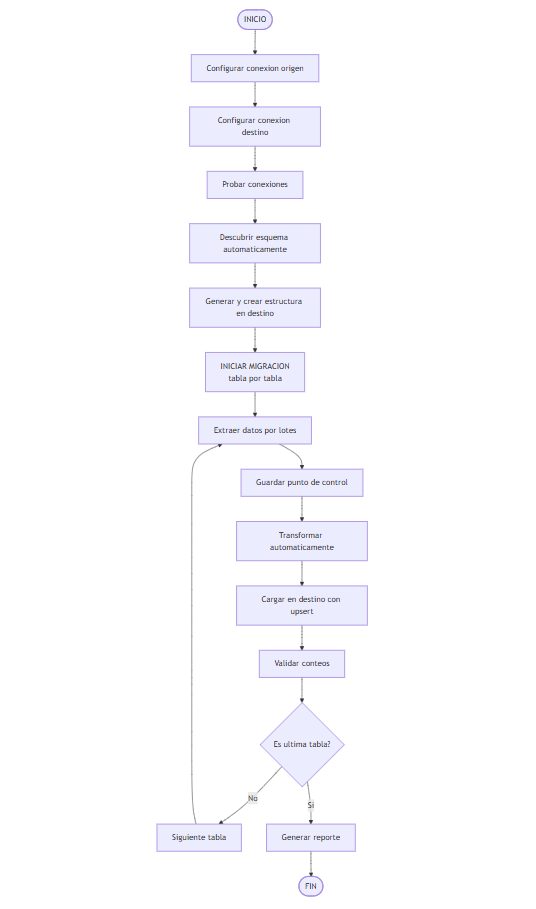 INICIO
Configurar conexion origen
Configurar conexion
destino
Probar conexiones
Descubrir esquema
automaticamente
Generar y crear estructura
en destino
INICIAR MIGRACION
tabla por tabla
Extraer datos por lotes
Guardar punto de control
Transformar
automaticamente
Cargar en destino con
upsert
Validar conteos
Es ultima tabla?
No
Si
Siguiente tabla
Generar reporte
FIN